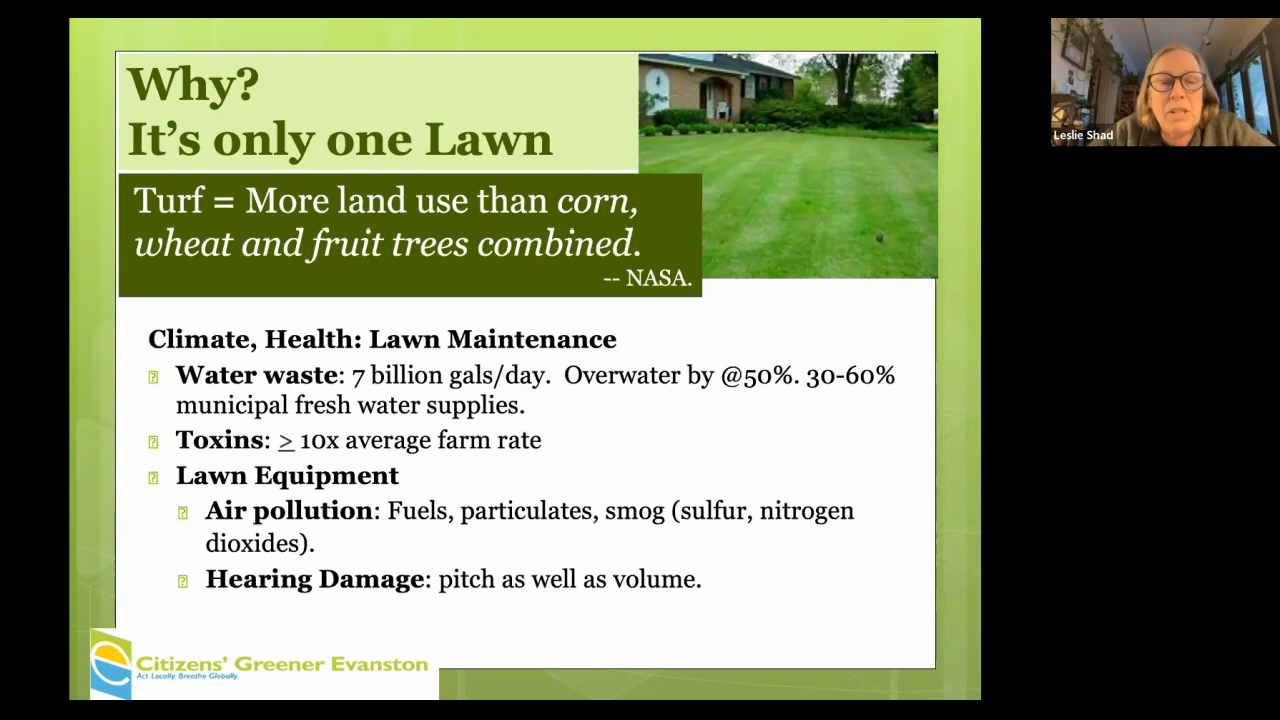 Why?
It's only one Lawn
Turf = More land use than corn,
wheat and fruit trees combined.
-- NASA.
Leslie Shad
Climate, Health: Lawn Maintenance
Water waste: 7 billion gals/day.  Overwater by @50%. 30-60%
municipal fresh water supplies.
Toxins: > 10x average farm rate
Lawn Equipment
Air pollution: Fuels, particulates, smog (sulfur, nitrogen
dioxides).
Hearing Damage: pitch as well as volume.
Citizens' Greener Evanston
Act Locally. Breathe Globally.